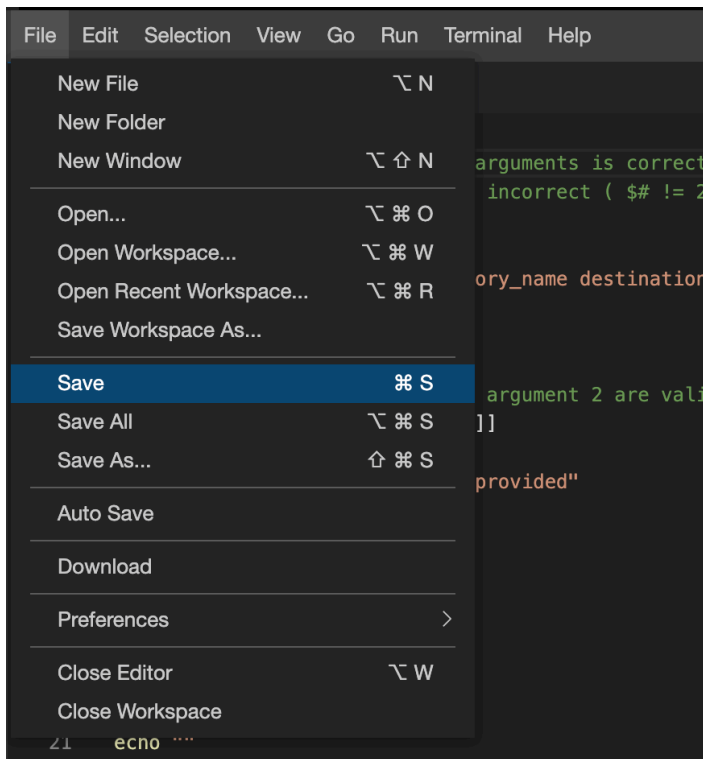 File Edit Selection View Go Run Terminal Help
New File ⌥ N
New Folder
New Window ⌥ ⇧ N
arguments is correct
Open... ⌥ ⌘ O
incorrect ( $# != 2
Open Workspace... ⌥ ⌘ W
ory_name destination
Open Recent Workspace... ⌥ ⌘ R
Save Workspace As...
Save ⌘ S
argument 2 are vali
Save All ⌥ ⌘ S
]]
Save As... ⇧ ⌘ S
provided"
Auto Save
Download
Preferences
Close Editor ⌥ W
Close Workspace
21 echo ""